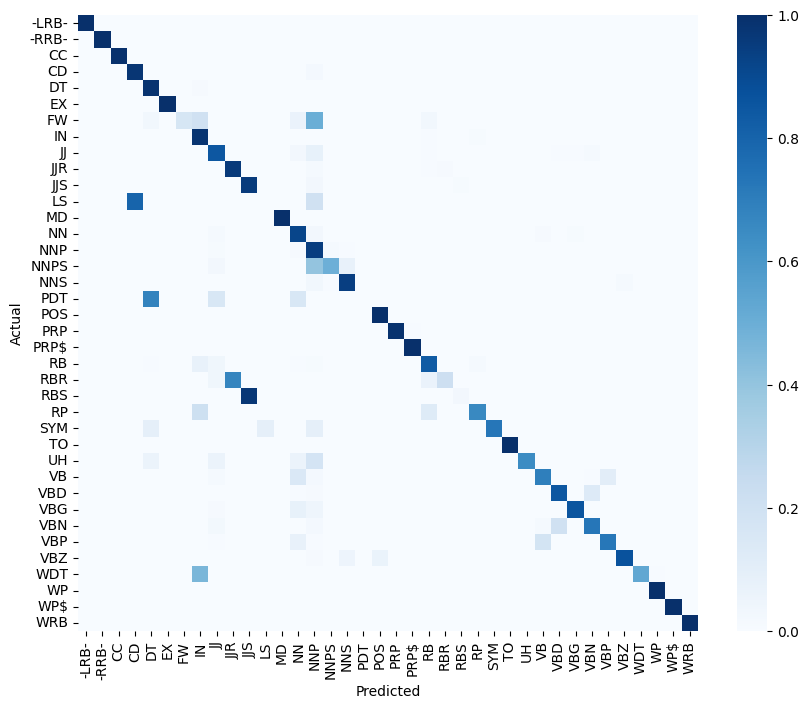 -LRB-
-RRB-
CC
CD
DT
EX
FW
IN
JJ
JJR
JJS
LS
MD
NN
NNP
NNPS
NNS
PDT
POS
PRP
PRP$
RB
RBR
RBS
RP
SYM
TO
UH
VB
VBD
VBG
VBN
VBP
VBZ
WDT
WP
WP$
WRB
Actual
-LRB-
-RRB-
CC
CD
DT
EX
FW
IN
JJ
JJR
JJS
LS
MD
NN
NNP
NNPS
NNS
PDT
POS
PRP
PRP$
RB
RBR
RBS
RP
SYM
TO
UH
VB
VBD
VBG
VBN
VBP
VBZ
WDT
WP
WP$
WRB
Predicted
1.0
0.8
0.6
0.4
0.2
0.0